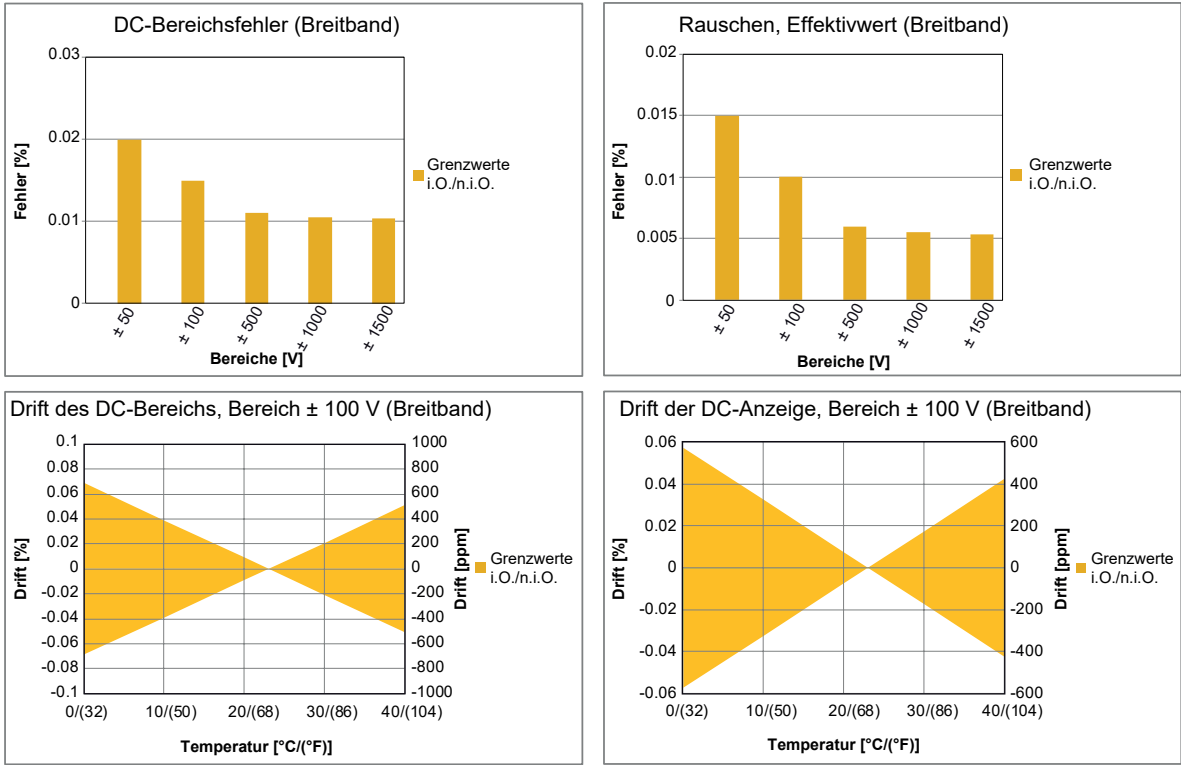 DC-Bereichsfehler (Breitband)
0.03
0.02
0.01
0
Fehler [%]
± 50
± 100
± 500
± 1000
± 1500
Bereiche [V]
Grenzwerte
i.O./n.i.O.
Rauschen, Effektivwert (Breitband)
0.02
0.015
0.01
0.005
0
Fehler [%]
± 50
± 100
± 500
± 1000
± 1500
Bereiche [V]
Grenzwerte
i.O./n.i.O.
Drift des DC-Bereichs, Bereich ± 100 V (Breitband)
0.1
0.08
0.06
0.04
0.02
0
-0.02
-0.04
-0.06
-0.08
-0.1
Drift [%]
1000
800
600
400
200
0
-200
-400
-600
-800
-1000
Drift [ppm]
0/(32)
10/(50)
20/(68)
30/(86)
40/(104)
Temperatur [°C/(°F)]
Grenzwerte
i.O./n.i.O.
Drift der DC-Anzeige, Bereich ± 100 V (Breitband)
0.06
0.04
0.02
0
-0.02
-0.04
-0.06
Drift [%]
600
400
200
0
-200
-400
-600
Drift [ppm]
0/(32)
10/(50)
20/(68)
30/(86)
40/(104)
Temperatur [°C/(°F)]
Grenzwerte
i.O./n.i.O.